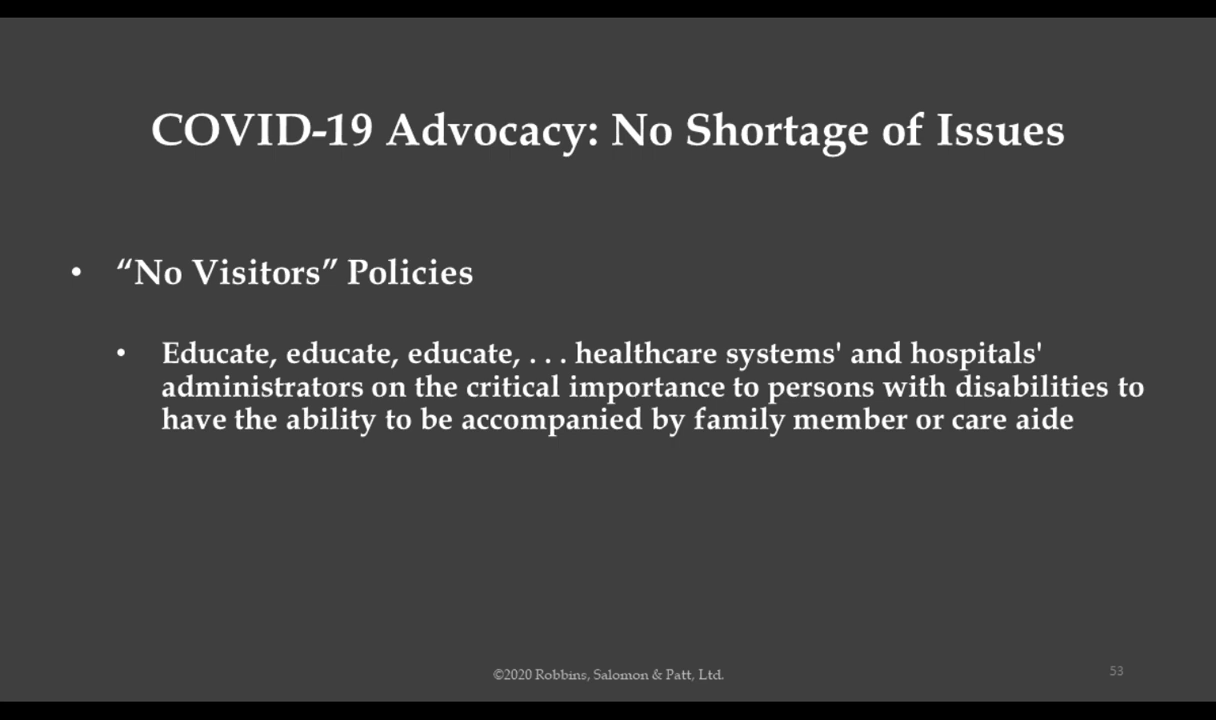 COVID-19 Advocacy: No Shortage of Issues
• “No Visitors” Policies
• Educate, educate, educate, . . . healthcare systems' and hospitals'
administrators on the critical importance to persons with disabilities to
have the ability to be accompanied by family member or care aide
©2020 Robbins, Salomon & Patt, Ltd.
53